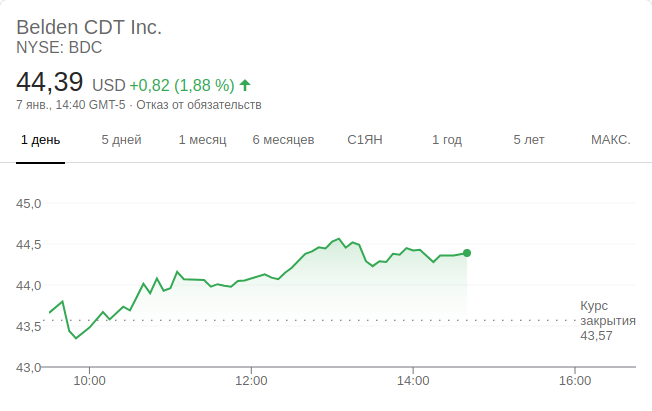 Belden CDT Inc.
NYSE: BDC
44,39 USD +0,82 (1,88 %)
7 янв., 14:40 GMT-5 · Отказ от обязательств
1 день 5 дней 1 месяц 6 месяцев С1ЯН 1 год 5 лет МАКС.
45,0
44,5
44,0
43,5
43,0
Курс
закрытия
43,57
10:00 12:00 14:00 16:00